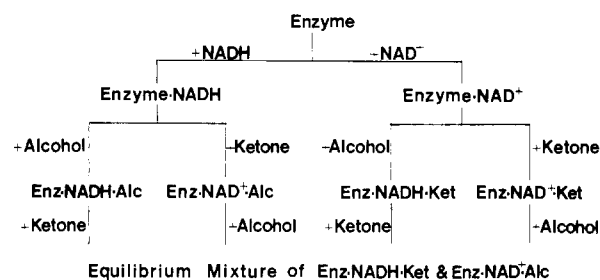 Enzyme
+NADH +NAD⁺
Enzyme·NADH Enzyme·NAD⁺
+Alcohol +Ketone +Alcohol +Ketone
Enz·NADH·Alc Enz·NAD⁺·Alc Enz·NADH·Ket Enz·NAD⁺·Ket
+Ketone +Alcohol +Ketone +Alcohol
Equilibrium Mixture of Enz·NADH·Ket & Enz·NAD⁺·Alc